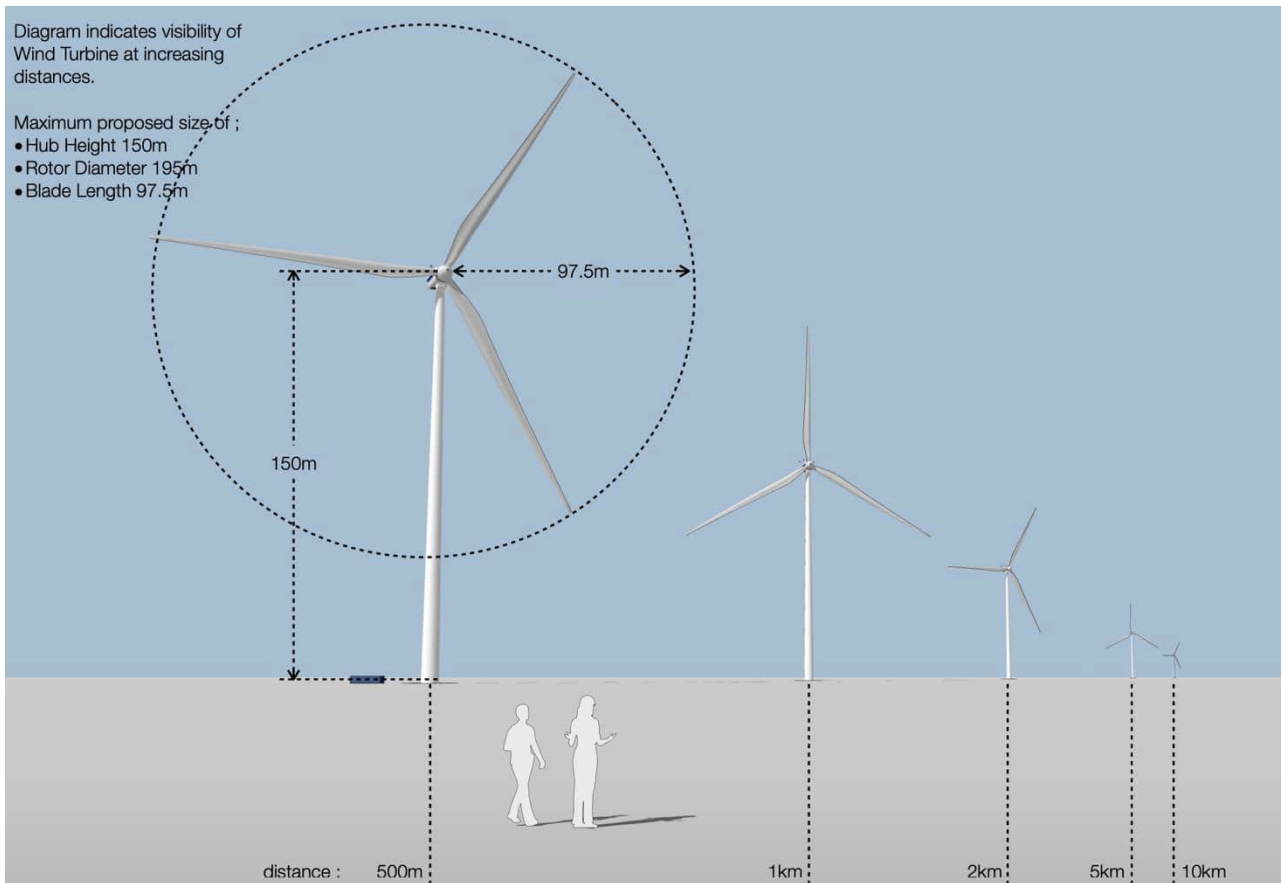 Diagram indicates visibility of
Wind Turbine at increasing
distances.
Maximum proposed size of ;
• Hub Height 150m
• Rotor Diameter 195m
• Blade Length 97.5m
97.5m
150m
distance : 500m 1km 2km 5km 10km